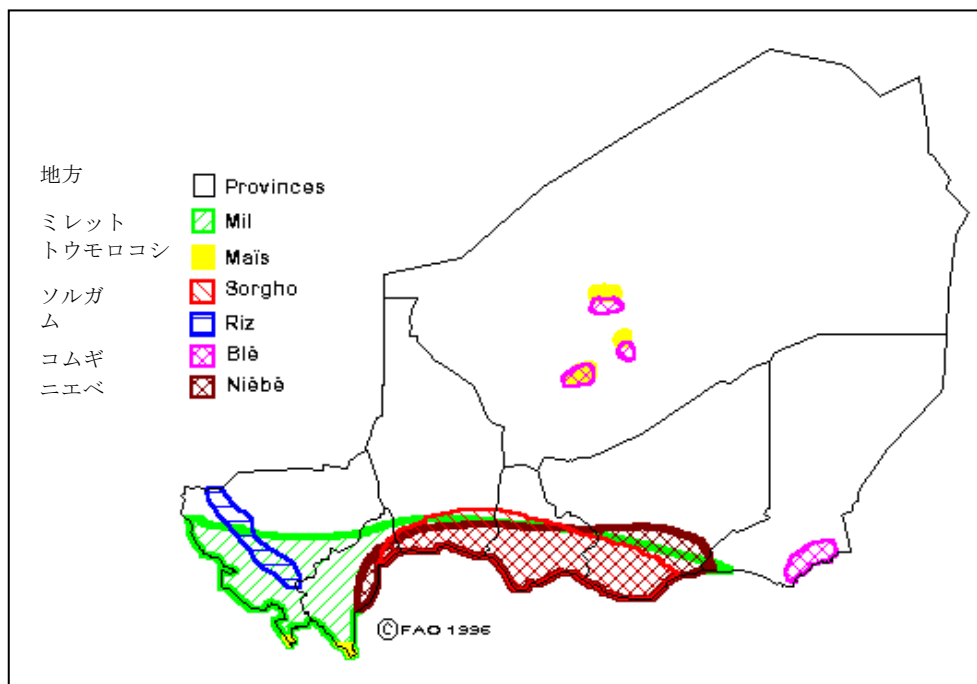 地方
ミレット
トウモロコシ
ソルガ
ム
コムギ
ニエベ
Provinces
Mil
Maïs
Sorgho
Riz
Blè
Nièbè
©FAO 1996